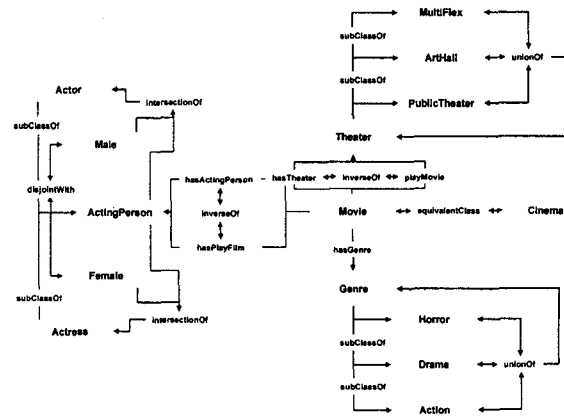 MultiFlex
subClassOf
ArtHall
unionOf
subClassOf
Actor
intersectionOf
PublicTheater
subClassOf
Male
Theater
hasActingPerson
hasTheater
inverseOf
playMovie
disjointWith
ActingPerson
inverseOf
Movie
equivalentClass
Cinema
hasPlayFilm
hasGenre
Female
Genre
subClassOf
Actress
intersectionOf
Horror
subClassOf
Drama
unionOf
subClassOf
Action